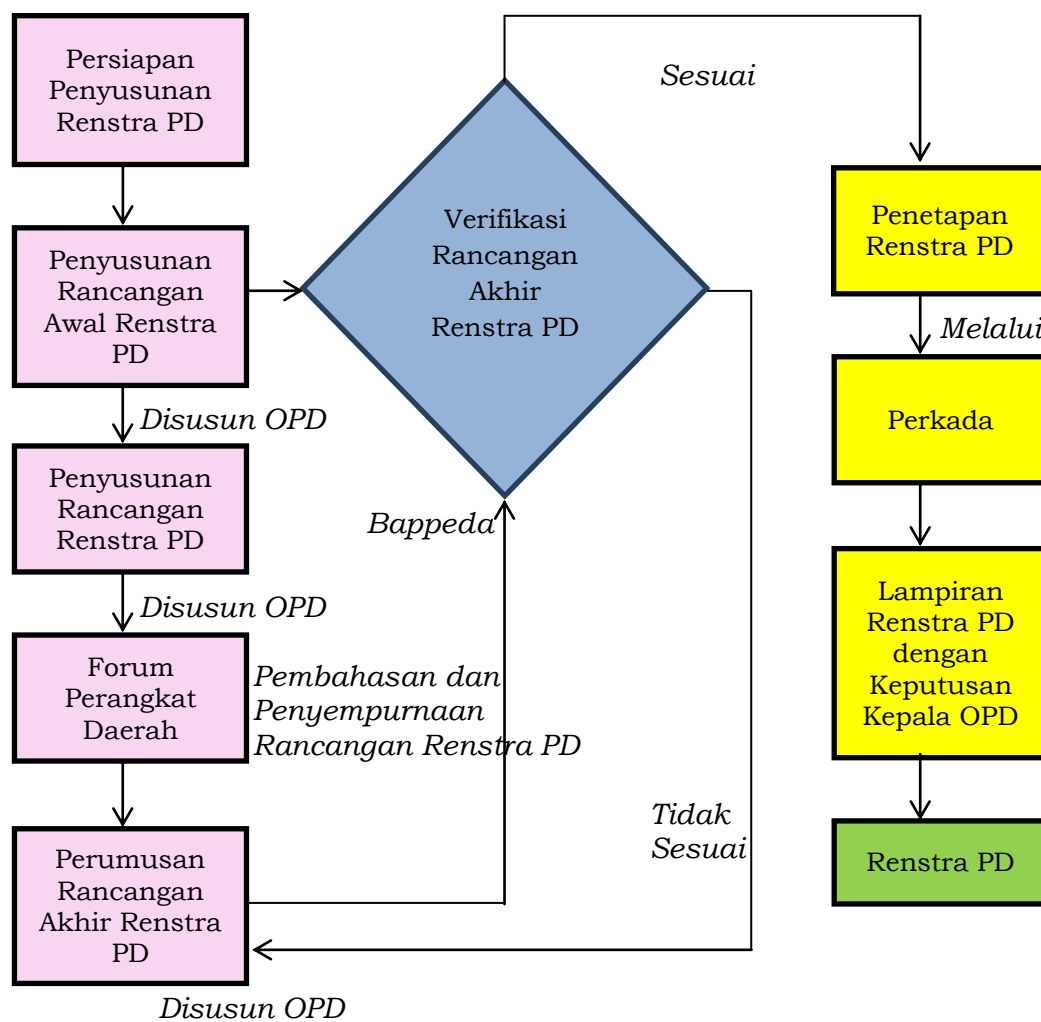 Persiapan
Penyusunan
Renstra PD
Penyusunan
Rancangan
Awal Renstra
PD
Disusun OPD
Penyusunan
Rancangan
Renstra PD
Disusun OPD
Forum
Perangkat
Daerah
Pembahasan dan
Penyempurnaan
Rancangan Renstra PD
Perumusan
Rancangan
Akhir Renstra
PD
Disusun OPD
Bappeda
Verifikasi
Rancangan
Akhir
Renstra PD
Tidak
Sesuai
Sesuai
Penetapan
Renstra PD
Melalui
Perkada
Lampiran
Renstra PD
dengan
Keputusan
Kepala OPD
Renstra PD